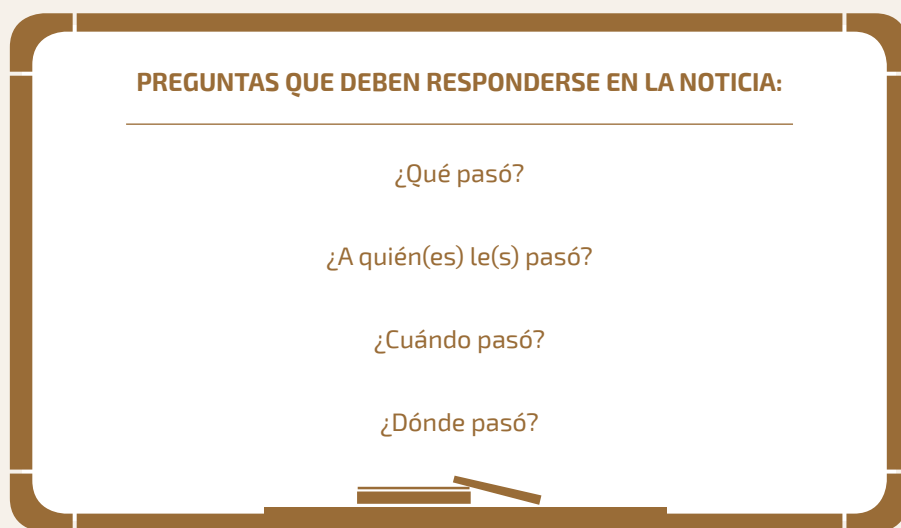 PREGUNTAS QUE DEBEN RESPONDERSE EN LA NOTICIA:
¿Qué pasó?
¿A quién(es) le(s) pasó?
¿Cuándo pasó?
¿Dónde pasó?